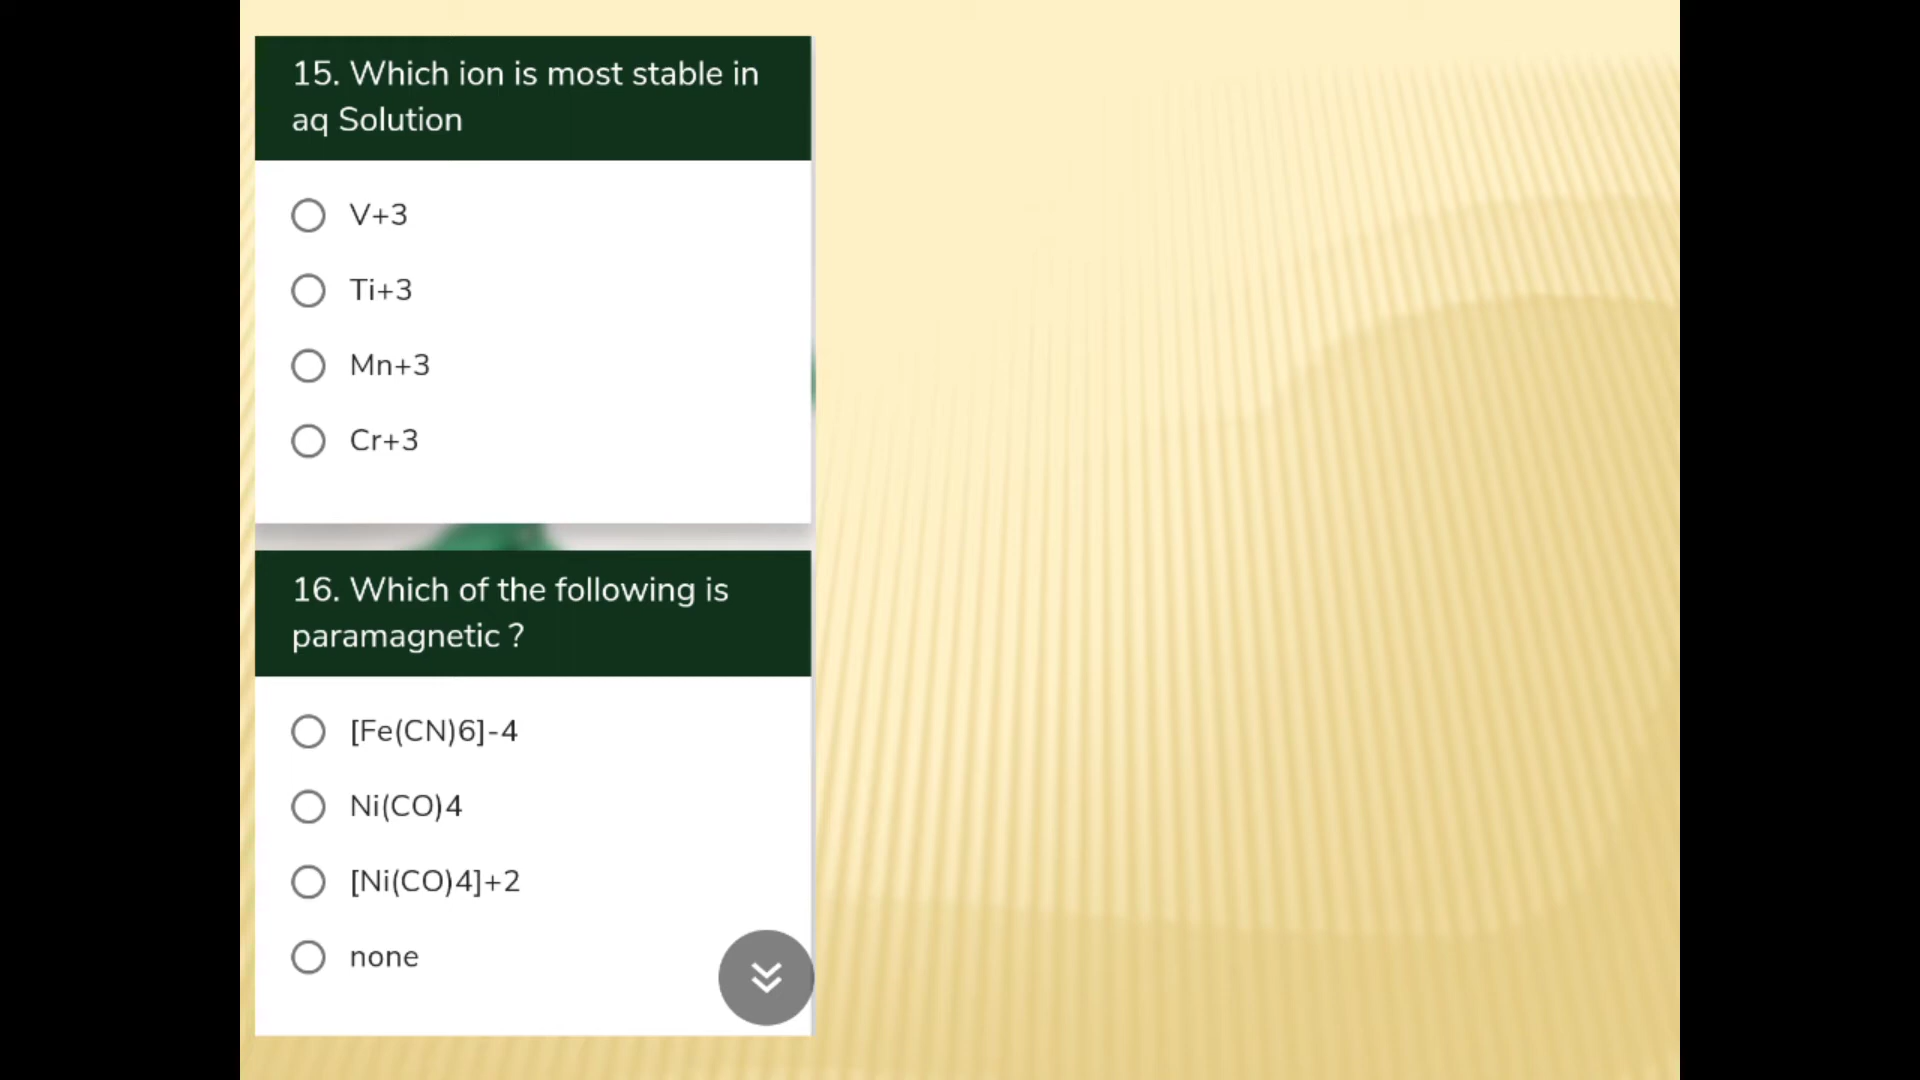 15. Which ion is most stable in
aq Solution
V+3
Ti+3
Mn+3
Cr+3
16. Which of the following is
paramagnetic ?
[Fe(CN)6]-4
Ni(CO)4
[Ni(CO)4]+2
none